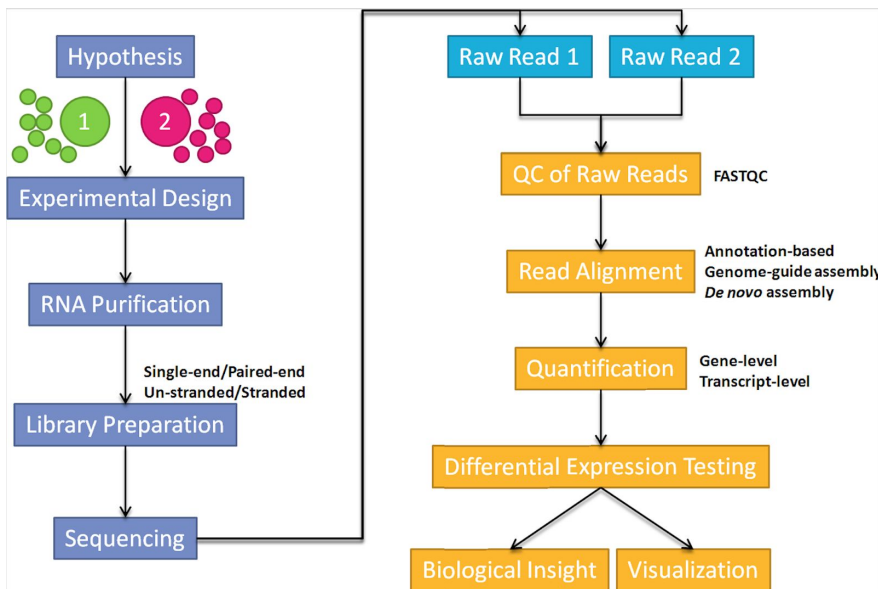 Hypothesis
1
2
Experimental Design
RNA Purification
Single-end/Paired-end
Un-stranded/Stranded
Library Preparation
Sequencing
Raw Read 1
Raw Read 2
QC of Raw Reads
FASTQC
Read Alignment
Annotation-based
Genome-guide assembly
De novo assembly
Quantification
Gene-level
Transcript-level
Differential Expression Testing
Biological Insight
Visualization